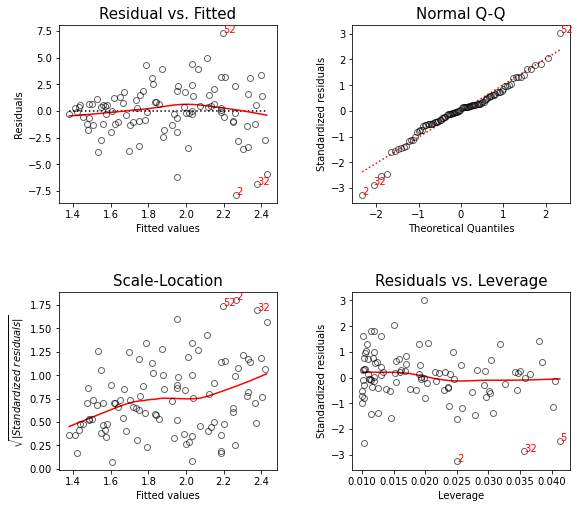 Residual vs. Fitted
52
7.5
5.0
2.5
0.0
−2.5
−5.0
−7.5
32
2
1.4 1.6 1.8 2.0 2.2 2.4
Residuals
Fitted values
Normal Q-Q
52
3
2
1
0
−1
−2
−3
32
2
−2 −1 0 1 2
Standardized residuals
Theoretical Quantiles
Scale-Location
52 2
32
1.75
1.50
1.25
1.00
0.75
0.50
0.25
0.00
1.4 1.6 1.8 2.0 2.2 2.4
√|Standardized residuals|
Fitted values
Residuals vs. Leverage
3
2
1
0
−1
−2
−3
5
32
2
0.010 0.015 0.020 0.025 0.030 0.035 0.040
Standardized residuals
Leverage